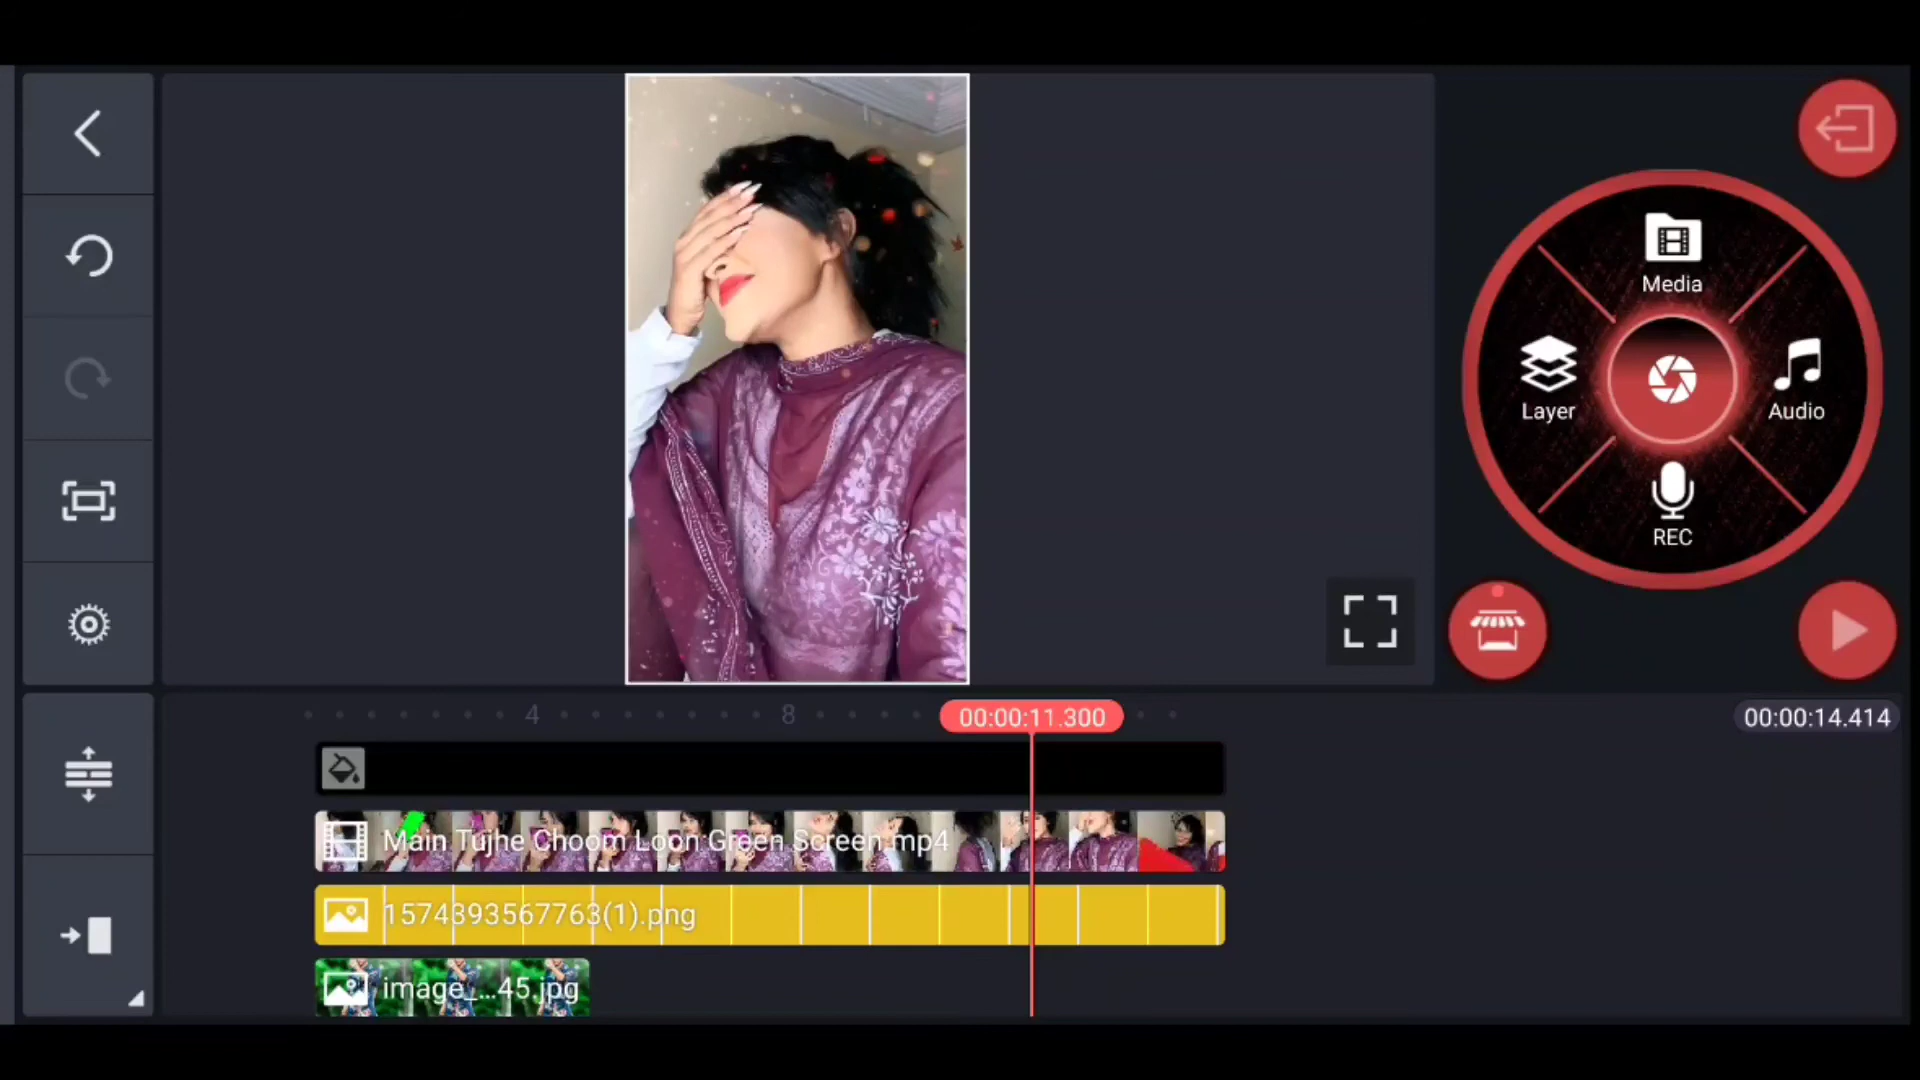 Media
Layer
Audio
REC
4
8
00:00:11.300
00:00:14.414
Main Tujhe Choom Loon Green Screen.mp4
1574393567763(1).png
image_...45.jpg